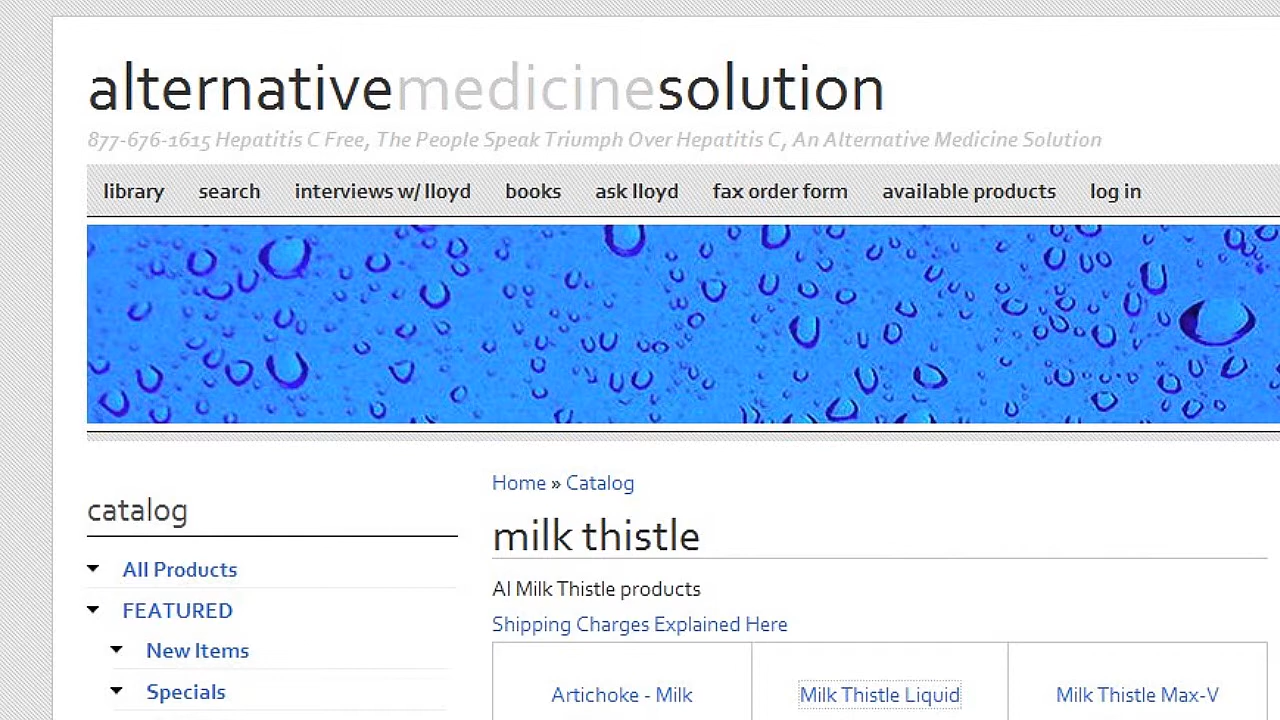 alternativemedicinesolution
877-676-1615 Hepatitis C Free, The People Speak Triumph Over Hepatitis C, An Alternative Medicine Solution
library search interviews w/ lloyd books ask lloyd fax order form available products log in
Home » Catalog
catalog
milk thistle
All Products
Al Milk Thistle products
FEATURED
Shipping Charges Explained Here
New Items
Specials
Artichoke - Milk Milk Thistle Liquid Milk Thistle Max-V